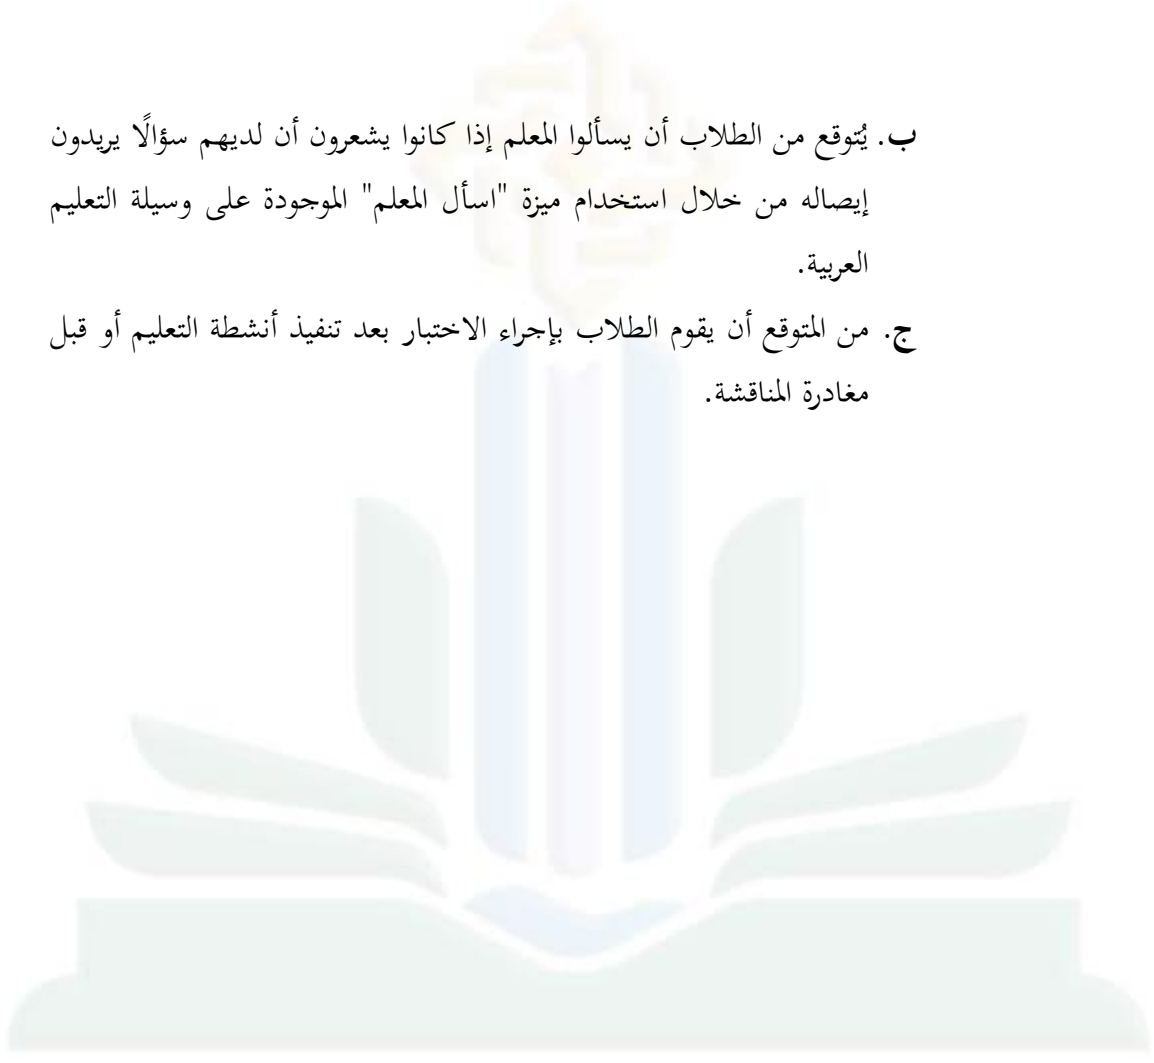 ب. يُتوقع من الطلاب أن يسألوا المعلم إذا كانوا يشعرون أن لديهم سؤالًا يريدون
إيصاله من خلال استخدام ميزة "اسأل المعلم" الموجودة على وسيلة التعليم
العربية.
ج. من المتوقع أن يقوم الطلاب بإجراء الاختبار بعد تنفيذ أنشطة التعليم أو قبل
مغادرة المناقشة.